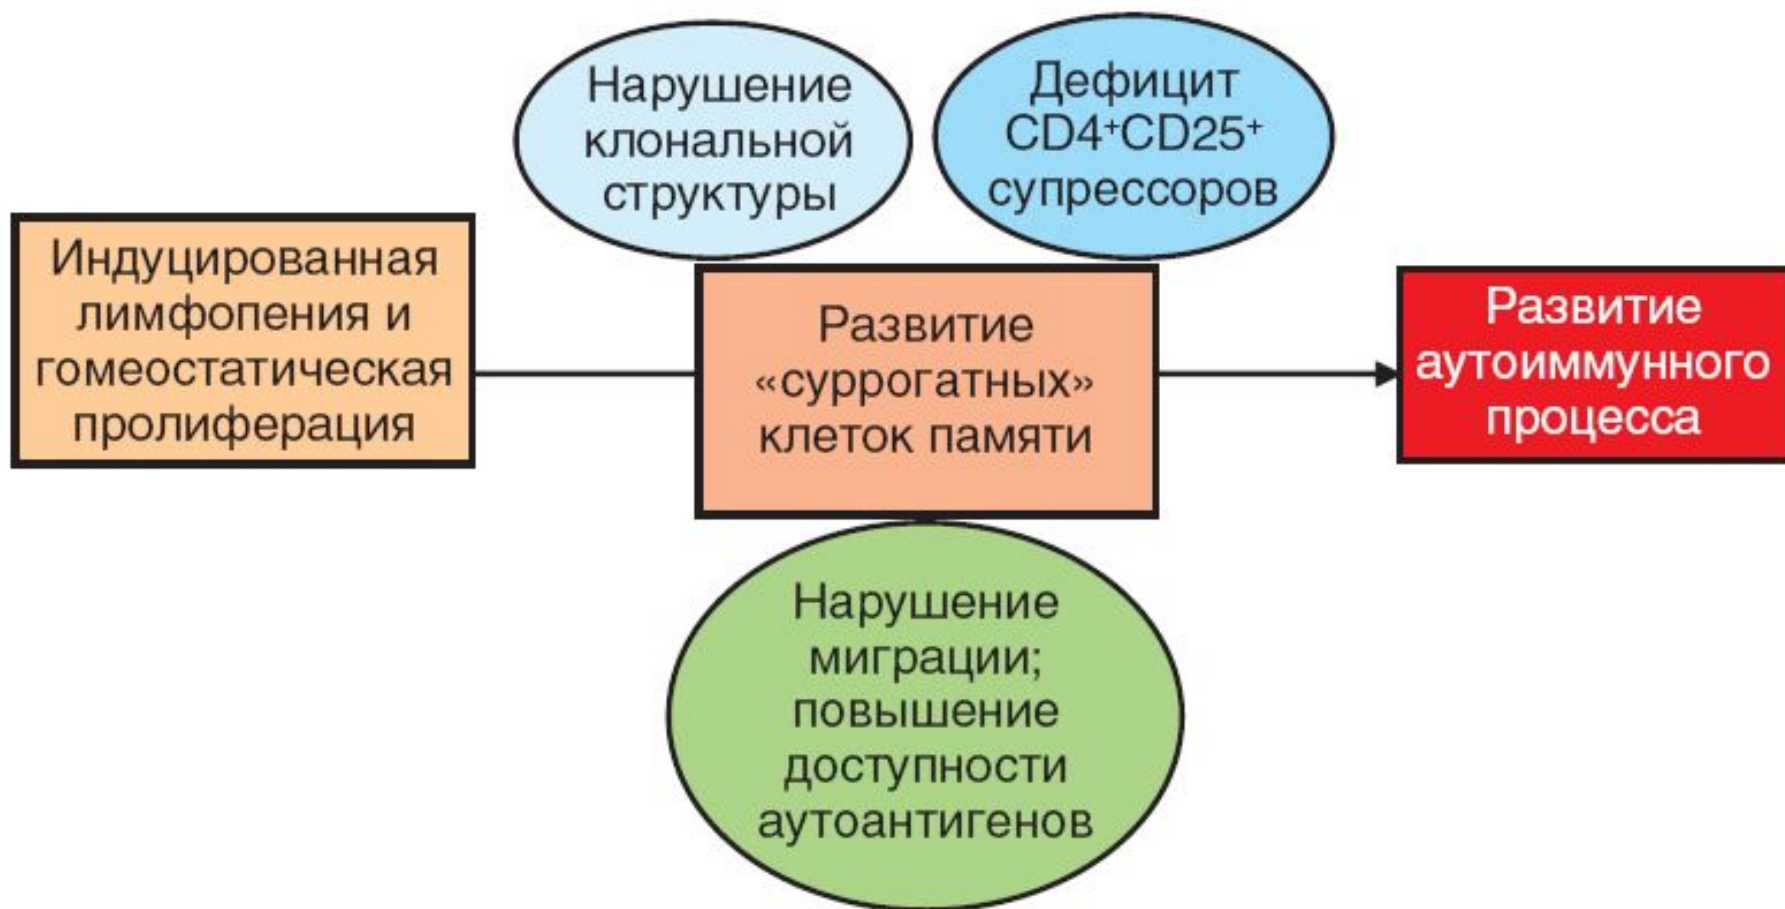 Нарушение
клональной
структуры
Дефицит
CD4⁺CD25⁺
супрессоров
Индуцированная
лимфопения и
гомеостатическая
пролиферация
Развитие
«суррогатных»
клеток памяти
Развитие
аутоиммунного
процесса
Нарушение
миграции;
повышение
доступности
аутоантигенов